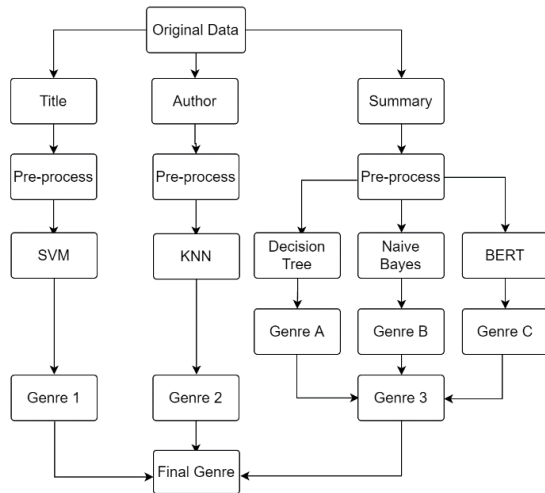 Original Data
Title
Author
Summary
Pre-process
Pre-process
Pre-process
SVM
KNN
Decision
Tree
Naive
Bayes
BERT
Genre A
Genre B
Genre C
Genre 1
Genre 2
Genre 3
Final Genre